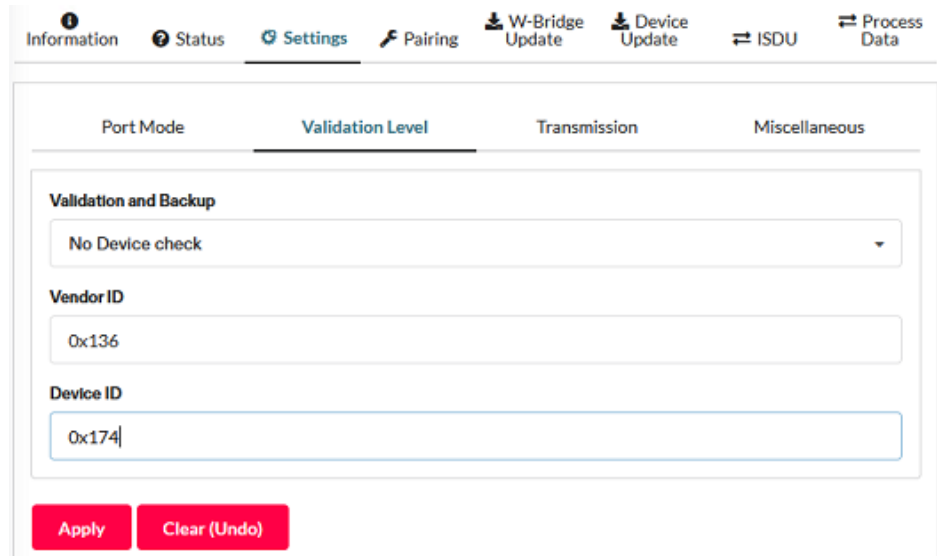 Information
Status
Settings
Pairing
W-Bridge
Update
Device
Update
ISDU
Process
Data
Port Mode
Validation Level
Transmission
Miscellaneous
Validation and Backup
No Device check
Vendor ID
0x136
Device ID
0x174
Apply
Clear (Undo)